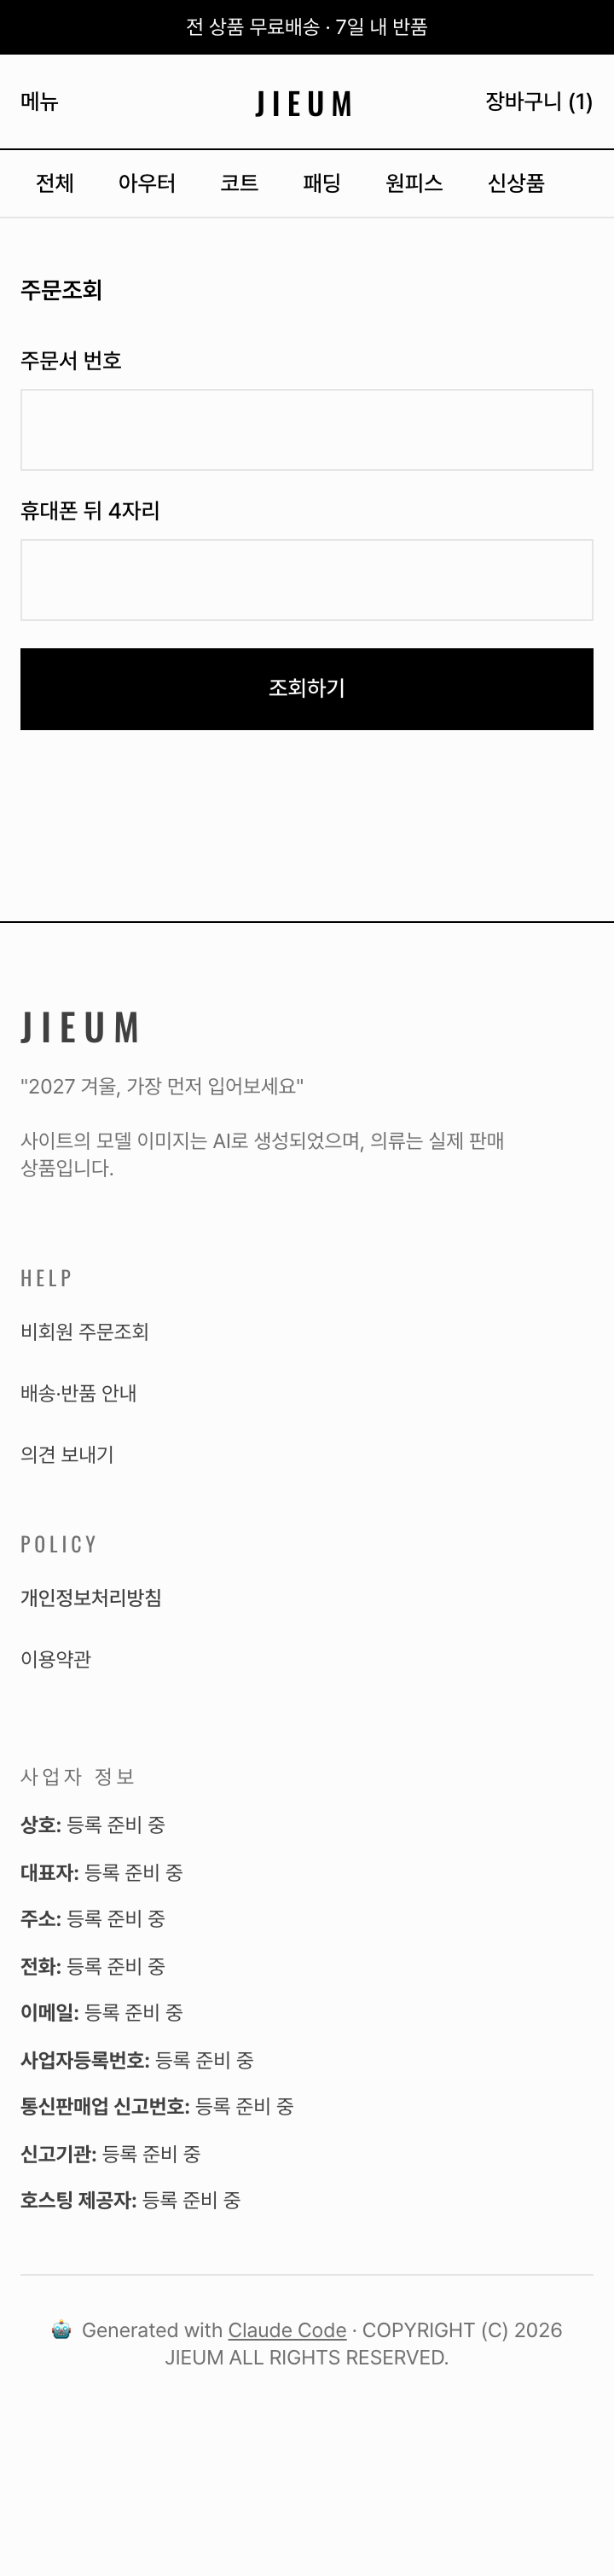 전 상품 무료배송 · 7일 내 반품
메뉴
JIEUM
장바구니 (1)
전체 아우터 코트 패딩 원피스 신상품
주문조회
주문서 번호
휴대폰 뒤 4자리
조회하기
JIEUM
"2027 겨울, 가장 먼저 입어보세요"
사이트의 모델 이미지는 AI로 생성되었으며, 의류는 실제 판매
상품입니다.
HELP
비회원 주문조회
배송·반품 안내
의견 보내기
POLICY
개인정보처리방침
이용약관
사업자 정보
상호: 등록 준비 중
대표자: 등록 준비 중
주소: 등록 준비 중
전화: 등록 준비 중
이메일: 등록 준비 중
사업자등록번호: 등록 준비 중
통신판매업 신고번호: 등록 준비 중
신고기관: 등록 준비 중
호스팅 제공자: 등록 준비 중
🤖 Generated with Claude Code · COPYRIGHT (C) 2026
JIEUM ALL RIGHTS RESERVED.